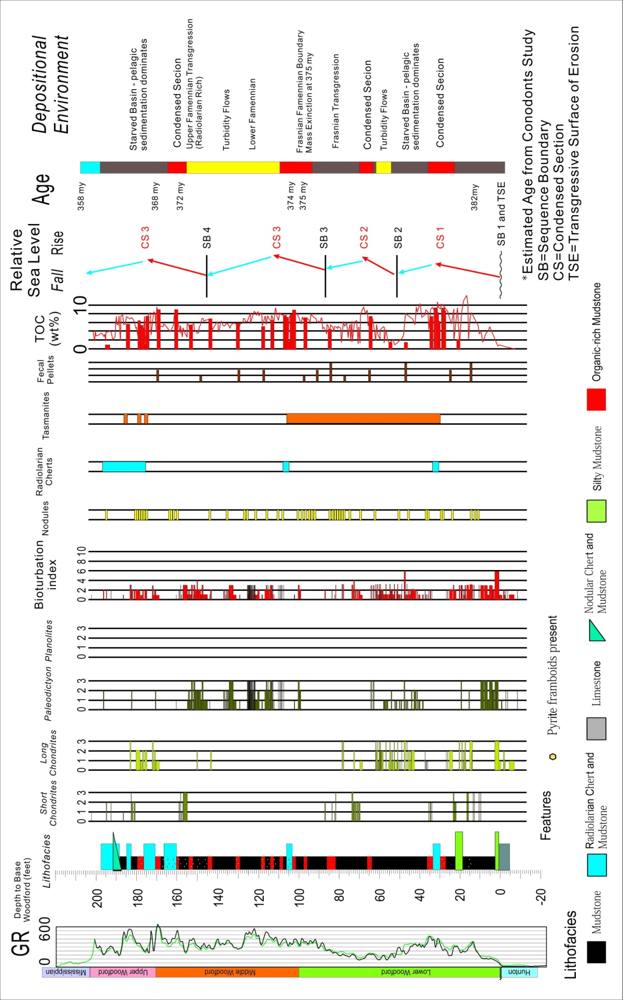 GR
0 600
Depth to Base
Woodford (feet)
Lithofacies
Short
Chondrites
0 1 2 3
Long
Chondrites
0 1 2 3
Paleodictyon
0 1 2 3
Planolites
0 1 2 3
Bioturbation
index
0 2 4 6 8 10
Nodules
Radiolarian
Cherts
Tasmanites
Fecal
Pellets
TOC
(wt%)
0 10
Relative
Sea Level
Fall Rise
Age
Depositional
Environment
Mississippian
Upper Woodford
Middle Woodford
Lower Woodford
Hunton
200
180
160
140
120
100
80
60
40
20
0
-20
CS 3
SB 4
CS 3
SB 3
CS 2
SB 2
CS 1
SB 1 and TSE
358 my
368 my
372 my
374 my
375 my
382my
Starved Basin - pelagic
sedimentation dominates
Condensed Secion
Upper Famennian Transgression
(Radiolarian Rich)
Turbidity Flows
Lower Famennian
Frasnian Famennian Boundary
Mass Exinction at 375 my
Frasnian Transgression
Condensed Secion
Turbidity Flows
Starved Basin - pelagic
sedimentation dominates
Condensed Secion
*Estimated Age from Conodonts Study
SB=Sequence Boundary
CS=Condensed Section
TSE=Transgressive Surface of Erosion
Features
Pyrite framboids present
Lithofacies
Mudstone
Radiolarian Chert and
Mudstone
Limestone
Nodular Chert and
Mudstone
Silty Mudstone
Organic-rich Mudstone